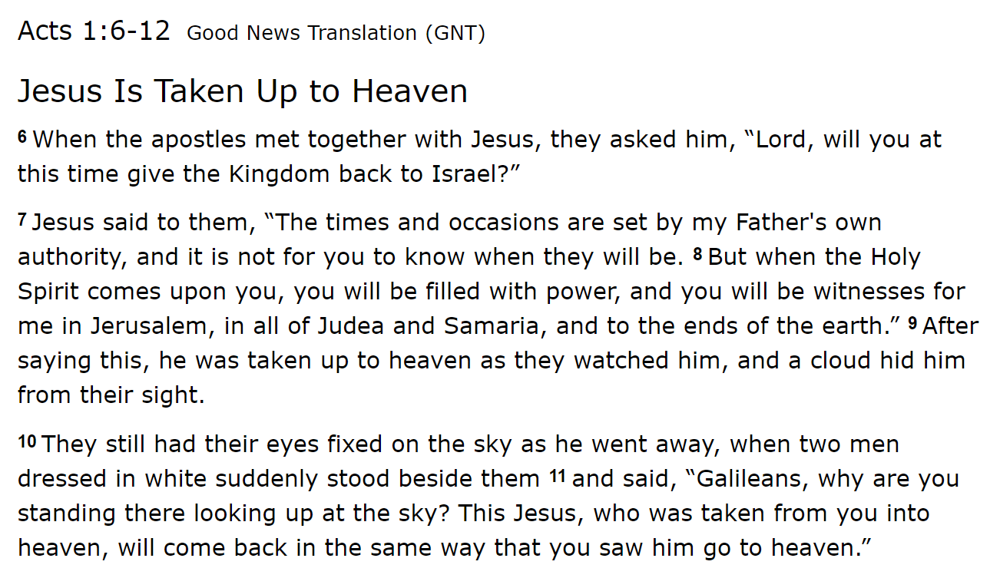 Acts 1:6-12 Good News Translation (GNT)
Jesus Is Taken Up to Heaven
6 When the apostles met together with Jesus, they asked him, “Lord, will you at
this time give the Kingdom back to Israel?”
7 Jesus said to them, “The times and occasions are set by my Father's own
authority, and it is not for you to know when they will be. 8 But when the Holy
Spirit comes upon you, you will be filled with power, and you will be witnesses for
me in Jerusalem, in all of Judea and Samaria, and to the ends of the earth.” 9 After
saying this, he was taken up to heaven as they watched him, and a cloud hid him
from their sight.
10 They still had their eyes fixed on the sky as he went away, when two men
dressed in white suddenly stood beside them 11 and said, “Galileans, why are you
standing there looking up at the sky? This Jesus, who was taken from you into
heaven, will come back in the same way that you saw him go to heaven.”